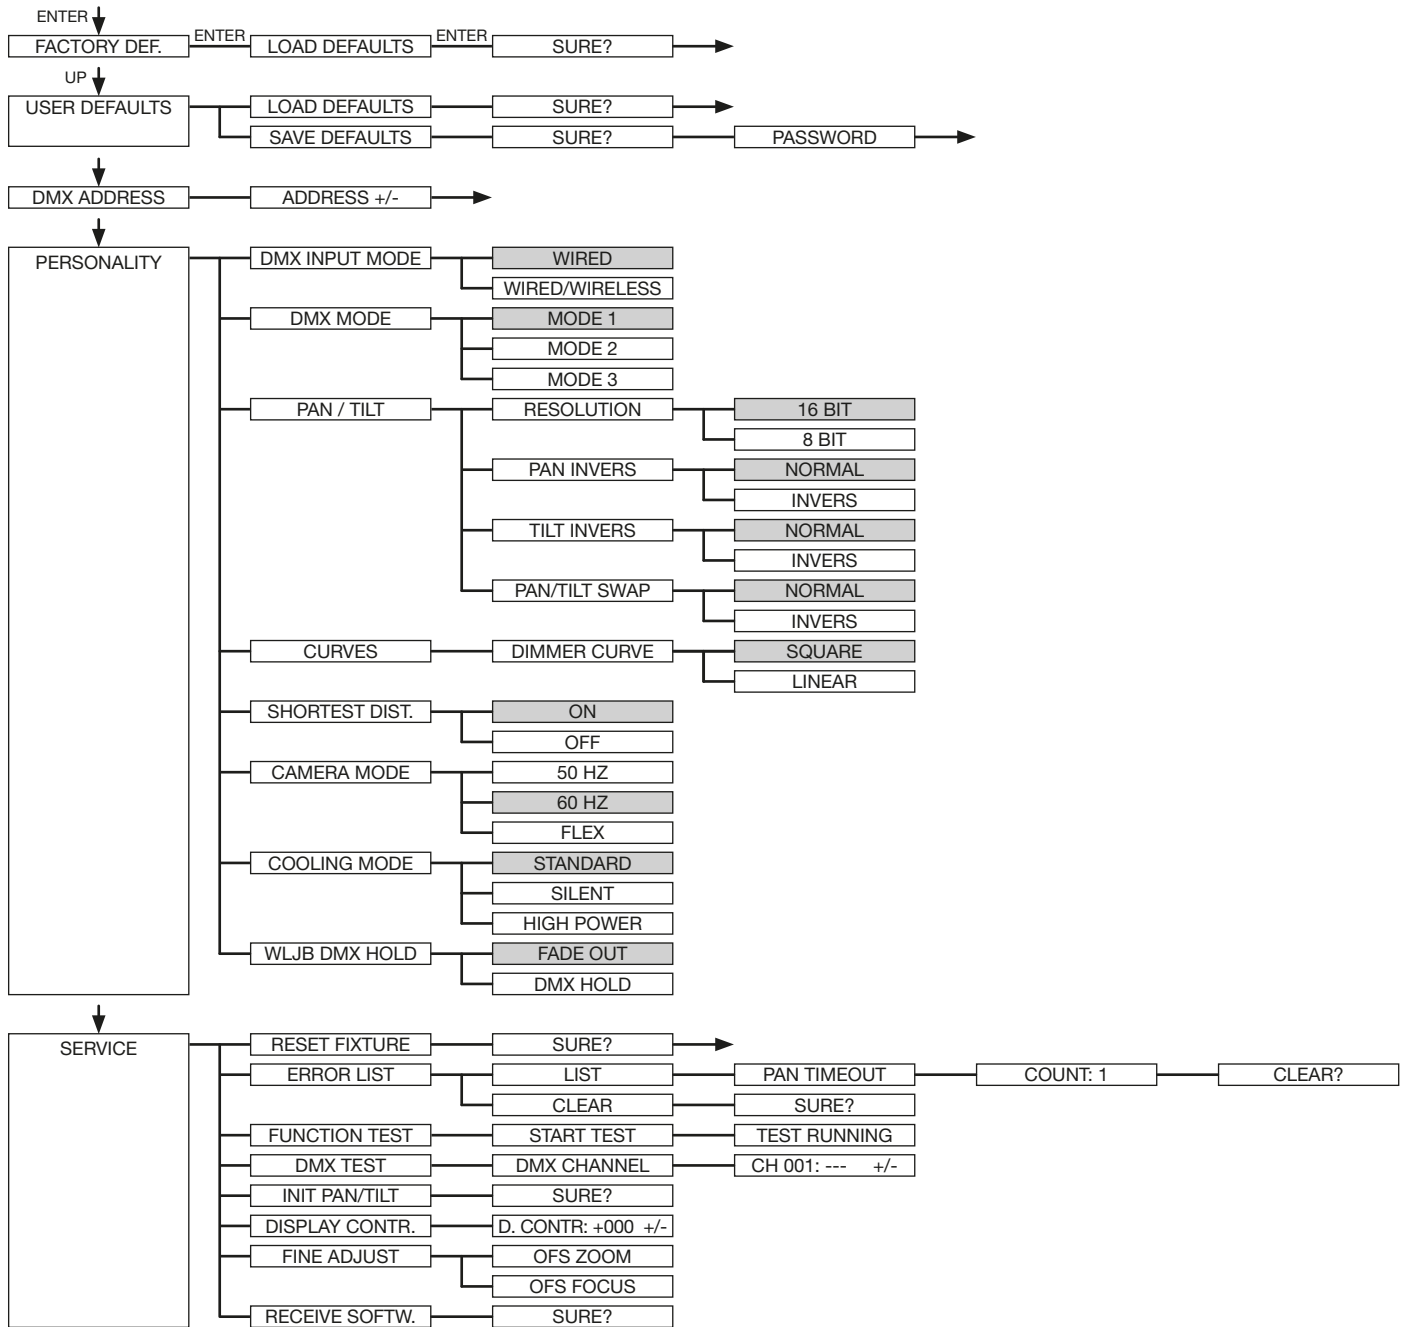 ENTER
FACTORY DEF. ENTER LOAD DEFAULTS ENTER SURE?
UP
USER DEFAULTS LOAD DEFAULTS SURE?
SAVE DEFAULTS SURE? PASSWORD
DMX ADDRESS ADDRESS +/-
PERSONALITY DMX INPUT MODE WIRED
WIRED/WIRELESS
DMX MODE MODE 1
MODE 2
MODE 3
PAN / TILT RESOLUTION 16 BIT
8 BIT
PAN INVERS NORMAL
INVERS
TILT INVERS NORMAL
INVERS
PAN/TILT SWAP NORMAL
INVERS
CURVES DIMMER CURVE SQUARE
LINEAR
SHORTEST DIST. ON
OFF
CAMERA MODE 50 HZ
60 HZ
FLEX
COOLING MODE STANDARD
SILENT
HIGH POWER
WLJB DMX HOLD FADE OUT
DMX HOLD
SERVICE RESET FIXTURE SURE?
ERROR LIST LIST PAN TIMEOUT COUNT: 1 CLEAR?
CLEAR SURE?
FUNCTION TEST START TEST TEST RUNNING
DMX TEST DMX CHANNEL CH 001: --- +/-
INIT PAN/TILT SURE?
DISPLAY CONTR. D. CONTR: +000 +/-
FINE ADJUST OFS ZOOM
OFS FOCUS
RECEIVE SOFTW. SURE?